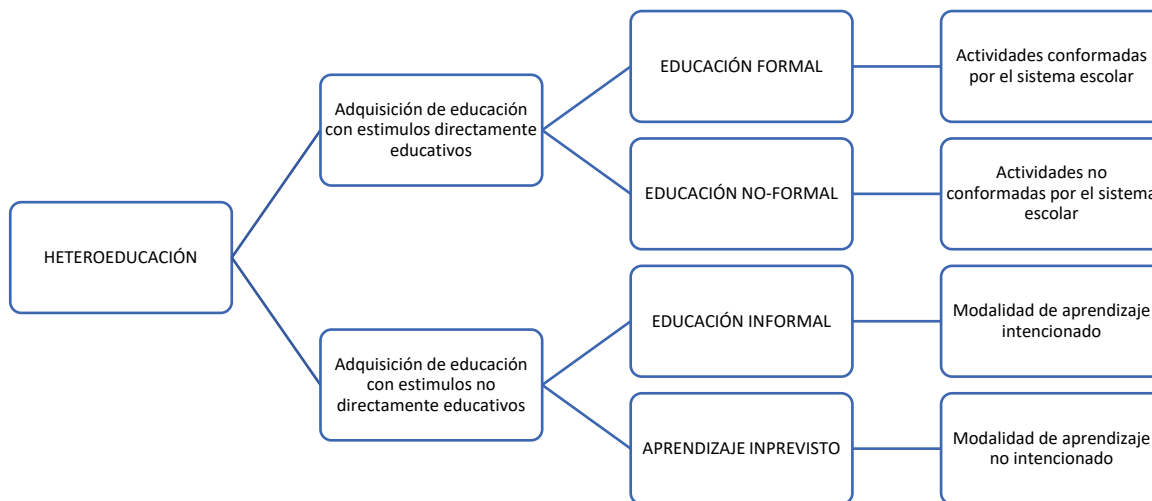 HETEROEDUCACIÓN
Adquisición de educación
con estimulos directamente
educativos
EDUCACIÓN FORMAL
Actividades conformadas
por el sistema escolar
EDUCACIÓN NO-FORMAL
Actividades no
conformadas por el sistema
escolar
Adquisición de educación
con estimulos no
directamente educativos
EDUCACIÓN INFORMAL
Modalidad de aprendizaje
intencionado
APRENDIZAJE INPREVISTO
Modalidad de aprendizaje
no intencionado